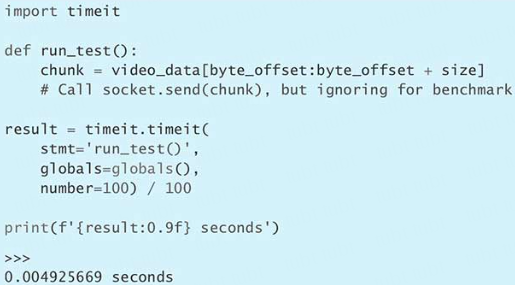 import timeit
def run_test():
    chunk = video_data[byte_offset:byte_offset + size]
    # Call socket.send(chunk), but ignoring for benchmark
result = timeit.timeit(
    stmt='run_test()',
    globals=globals(),
    number=100) / 100
print(f'{result:0.9f} seconds')
>>>
0.004925669 seconds